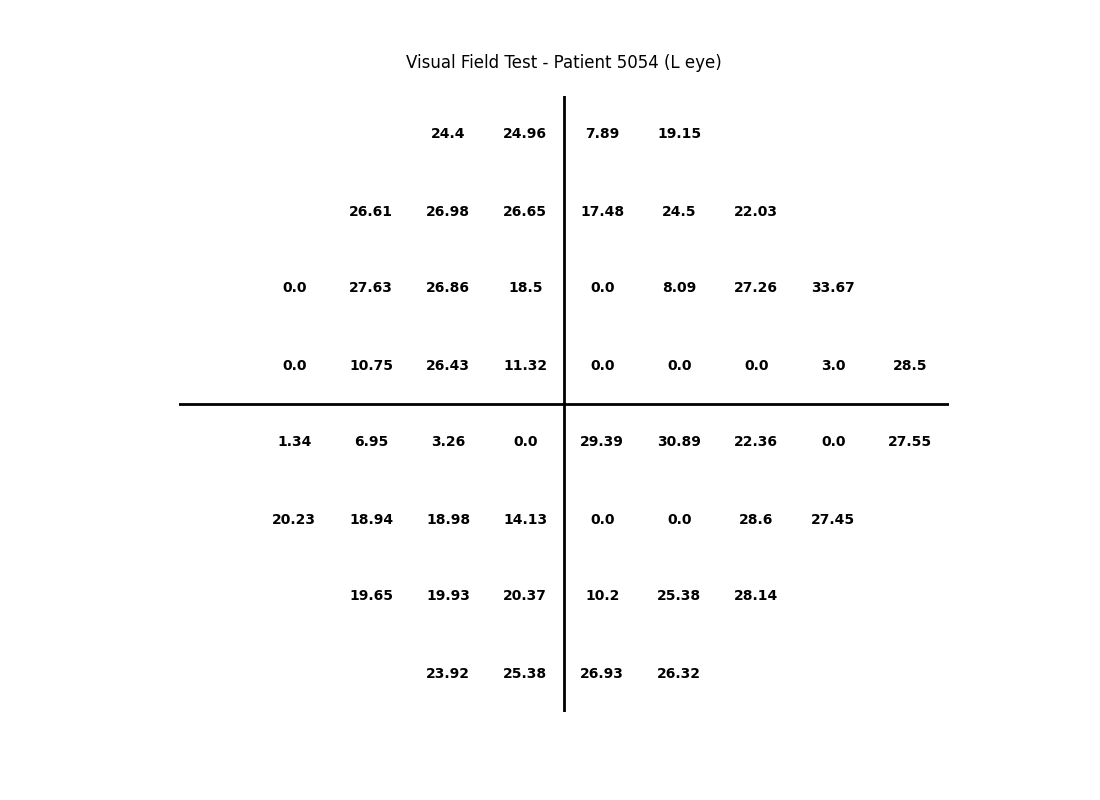 Visual Field Test - Patient 5054 (L eye)
24.4 24.96 7.89 19.15
26.61 26.98 26.65 17.48 24.5 22.03
0.0 27.63 26.86 18.5 0.0 8.09 27.26 33.67
0.0 10.75 26.43 11.32 0.0 0.0 0.0 3.0 28.5
1.34 6.95 3.26 0.0 29.39 30.89 22.36 0.0 27.55
20.23 18.94 18.98 14.13 0.0 0.0 28.6 27.45
19.65 19.93 20.37 10.2 25.38 28.14
23.92 25.38 26.93 26.32